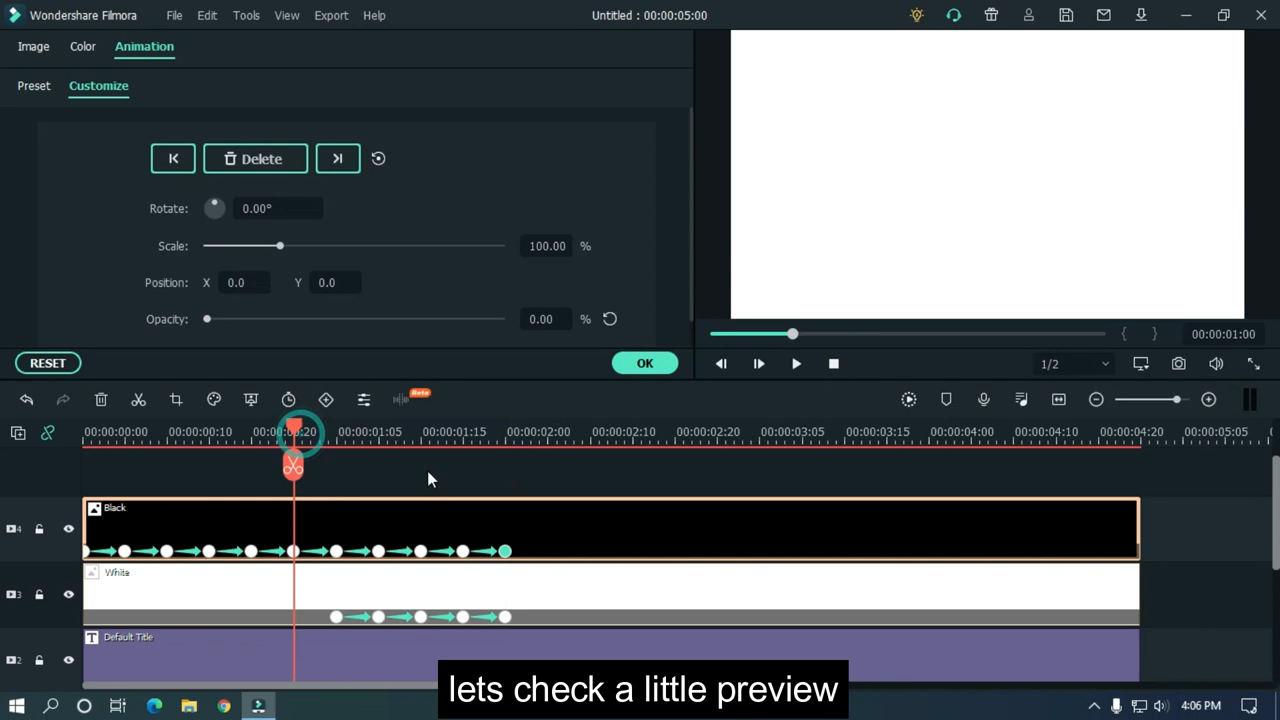 Wondershare Filmora File Edit Tools View Export Help Untitled : 00:00:05:00
Image Color Animation
Preset Customize
Delete
Rotate: 0.00°
Scale: 100.00 %
Position: X 0.0 Y 0.0
Opacity: 0.00 %
RESET OK
{ } 00:00:01:00
1/2
Beta
00:00:00:00 00:00:00:10 00:00:00:20 00:00:01:05 00:00:01:15 00:00:02:00 00:00:02:10 00:00:02:20 00:00:03:05 00:00:03:15 00:00:04:00 00:00:04:10 00:00:04:20 00:00:05:05
4 Black
3 White
2 T Default Title
lets check a little preview
4:06 PM